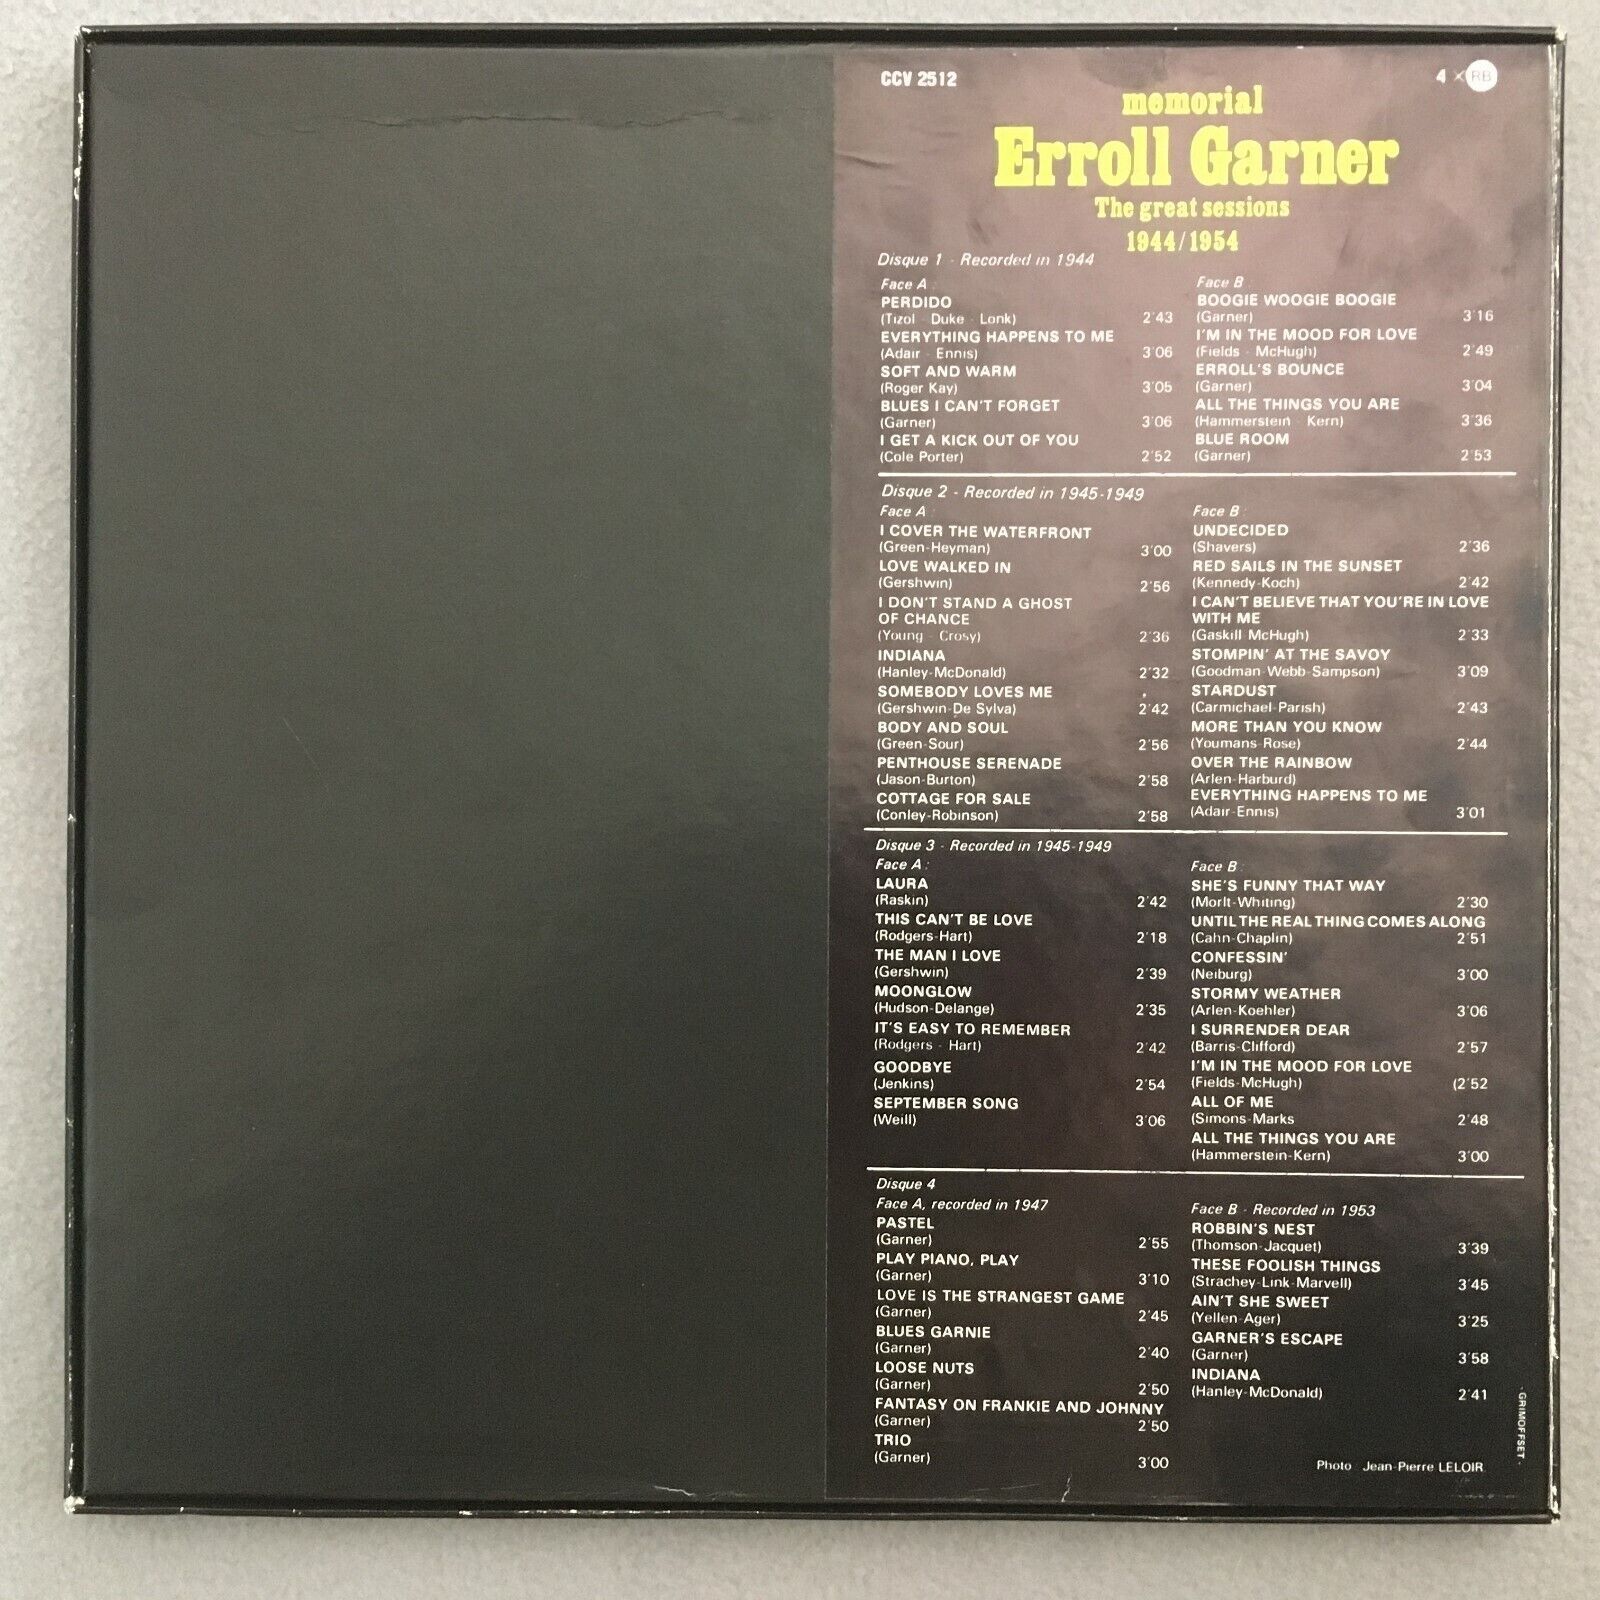 CCV 2512
4 × RB
memorial
Erroll Garner
The great sessions
1944/1954
Disque 1 - Recorded in 1944
Face A :
PERDIDO
(Tizol - Duke - Lonk) 2'43
EVERYTHING HAPPENS TO ME
(Adair - Ennis) 3'06
SOFT AND WARM
(Roger Kay) 3'05
BLUES I CAN'T FORGET
(Garner) 3'06
I GET A KICK OUT OF YOU
(Cole Porter) 2'52
Face B :
BOOGIE WOOGIE BOOGIE
(Garner) 3'16
I'M IN THE MOOD FOR LOVE
(Fields - McHugh) 2'49
ERROLL'S BOUNCE
(Garner) 3'04
ALL THE THINGS YOU ARE
(Hammerstein - Kern) 3'36
BLUE ROOM
(Garner) 2'53
Disque 2 - Recorded in 1945-1949
Face A :
I COVER THE WATERFRONT
(Green-Heyman) 3'00
LOVE WALKED IN
(Gershwin) 2'56
I DON'T STAND A GHOST
OF CHANCE
(Young - Crosy) 2'36
INDIANA
(Hanley-McDonald) 2'32
SOMEBODY LOVES ME
(Gershwin-De Sylva) 2'42
BODY AND SOUL
(Green-Sour) 2'56
PENTHOUSE SERENADE
(Jason-Burton) 2'58
COTTAGE FOR SALE
(Conley-Robinson) 2'58
Face B :
UNDECIDED
(Shavers) 2'36
RED SAILS IN THE SUNSET
(Kennedy-Koch) 2'42
I CAN'T BELIEVE THAT YOU'RE IN LOVE
WITH ME
(Gaskill McHugh) 2'33
STOMPIN' AT THE SAVOY
(Goodman-Webb-Sampson) 3'09
STARDUST
(Carmichael-Parish) 2'43
MORE THAN YOU KNOW
(Youmans-Rose) 2'44
OVER THE RAINBOW
(Arlen-Harburd)
EVERYTHING HAPPENS TO ME
(Adair-Ennis) 3'01
Disque 3 - Recorded in 1945-1949
Face A :
LAURA
(Raskin) 2'42
THIS CAN'T BE LOVE
(Rodgers-Hart) 2'18
THE MAN I LOVE
(Gershwin) 2'39
MOONGLOW
(Hudson-Delange) 2'35
IT'S EASY TO REMEMBER
(Rodgers - Hart) 2'42
GOODBYE
(Jenkins) 2'54
SEPTEMBER SONG
(Weill) 3'06
Face B :
SHE'S FUNNY THAT WAY
(Morlt-Whiting) 2'30
UNTIL THE REAL THING COMES ALONG
(Cahn-Chaplin) 2'51
CONFESSIN'
(Neiburg) 3'00
STORMY WEATHER
(Arlen-Koehler) 3'06
I SURRENDER DEAR
(Barris-Clifford) 2'57
I'M IN THE MOOD FOR LOVE
(Fields-McHugh) (2'52
ALL OF ME
(Simons-Marks 2'48
ALL THE THINGS YOU ARE
(Hammerstein-Kern) 3'00
Disque 4
Face A, recorded in 1947
PASTEL
(Garner) 2'55
PLAY PIANO, PLAY
(Garner) 3'10
LOVE IS THE STRANGEST GAME
(Garner) 2'45
BLUES GARNIE
(Garner) 2'40
LOOSE NUTS
(Garner) 2'50
FANTASY ON FRANKIE AND JOHNNY
(Garner) 2'50
TRIO
(Garner) 3'00
Face B - Recorded in 1953
ROBBIN'S NEST
(Thomson-Jacquet) 3'39
THESE FOOLISH THINGS
(Strachey-Link-Marvell) 3'45
AIN'T SHE SWEET
(Yellen-Ager) 3'25
GARNER'S ESCAPE
(Garner) 3'58
INDIANA
(Hanley-McDonald) 2'41
- GRIMOFFSET -
Photo : Jean-Pierre LELOIR